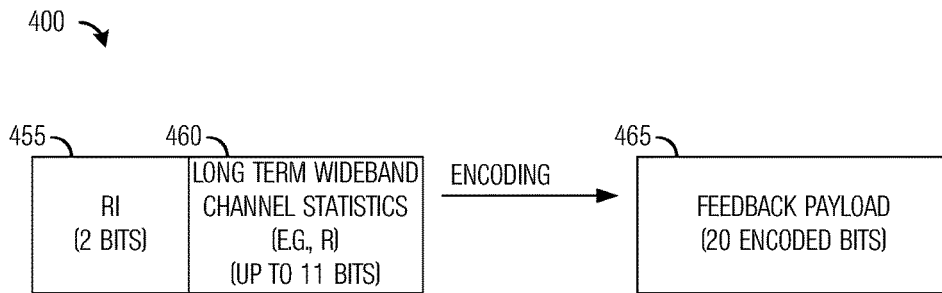 400
455
460
465
RI
(2 BITS)
LONG TERM WIDEBAND
CHANNEL STATISTICS
(E.G., R)
(UP TO 11 BITS)
ENCODING
FEEDBACK PAYLOAD
(20 ENCODED BITS)